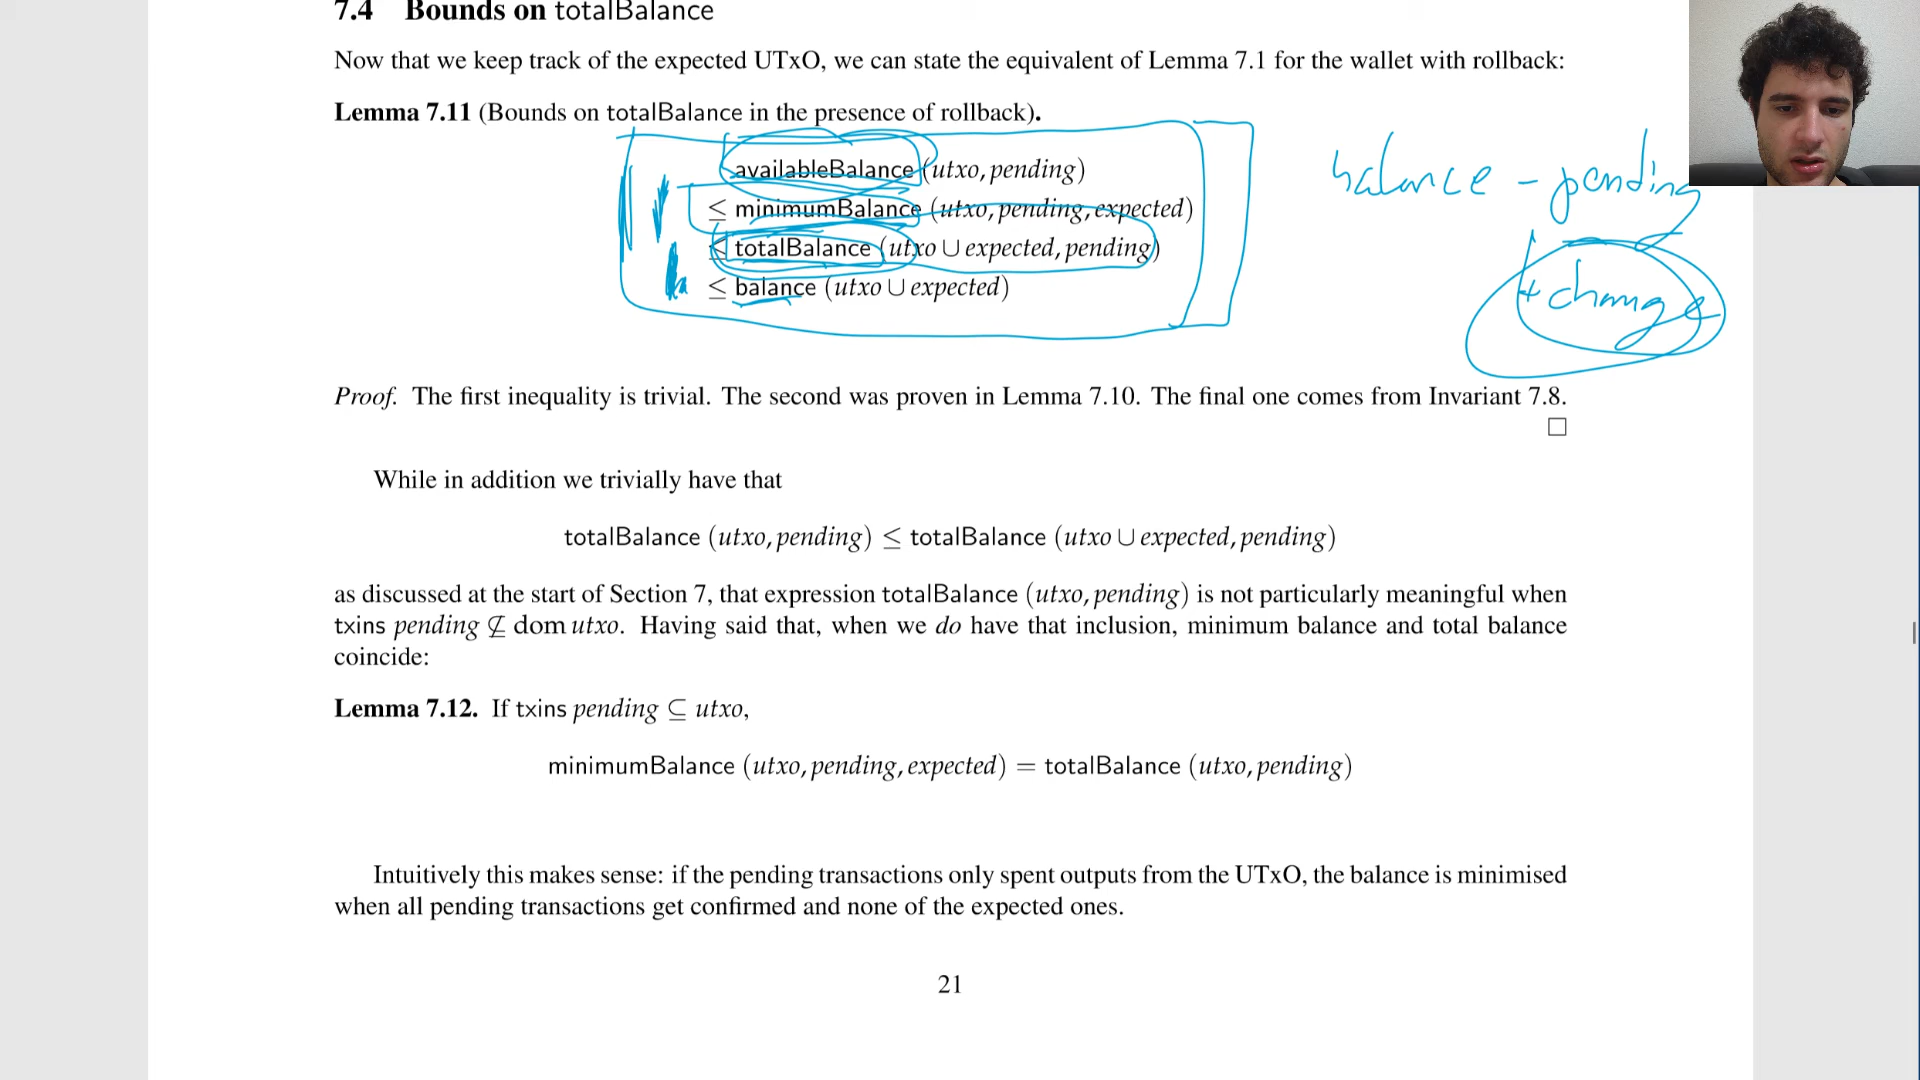 7.4 Bounds on totalBalance
Now that we keep track of the expected UTxO, we can state the equivalent of Lemma 7.1 for the wallet with rollback:
Lemma 7.11 (Bounds on totalBalance in the presence of rollback).
availableBalance (utxo, pending)
≤ minimumBalance (utxo, pending, expected)
≤ totalBalance (utxo ∪ expected, pending)
≤ balance (utxo ∪ expected)
balance - pending
+ change
Proof. The first inequality is trivial. The second was proven in Lemma 7.10. The final one comes from Invariant 7.8.
□
While in addition we trivially have that
totalBalance (utxo, pending) ≤ totalBalance (utxo ∪ expected, pending)
as discussed at the start of Section 7, that expression totalBalance (utxo, pending) is not particularly meaningful when
txins pending ⊈ dom utxo. Having said that, when we do have that inclusion, minimum balance and total balance
coincide:
Lemma 7.12. If txins pending ⊆ utxo,
minimumBalance (utxo, pending, expected) = totalBalance (utxo, pending)
Intuitively this makes sense: if the pending transactions only spent outputs from the UTxO, the balance is minimised
when all pending transactions get confirmed and none of the expected ones.
21